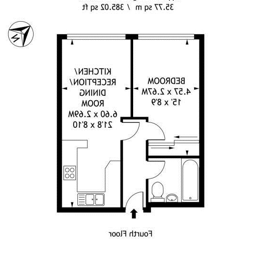 35.77 sq m / 385.02 sq ft
KITCHEN/
RECEPTION/
DINING
ROOM
6.60 x 2.69M
21'8 x 8'10
BEDROOM
4.57 x 2.67M
15' x 8'9
Fourth Floor